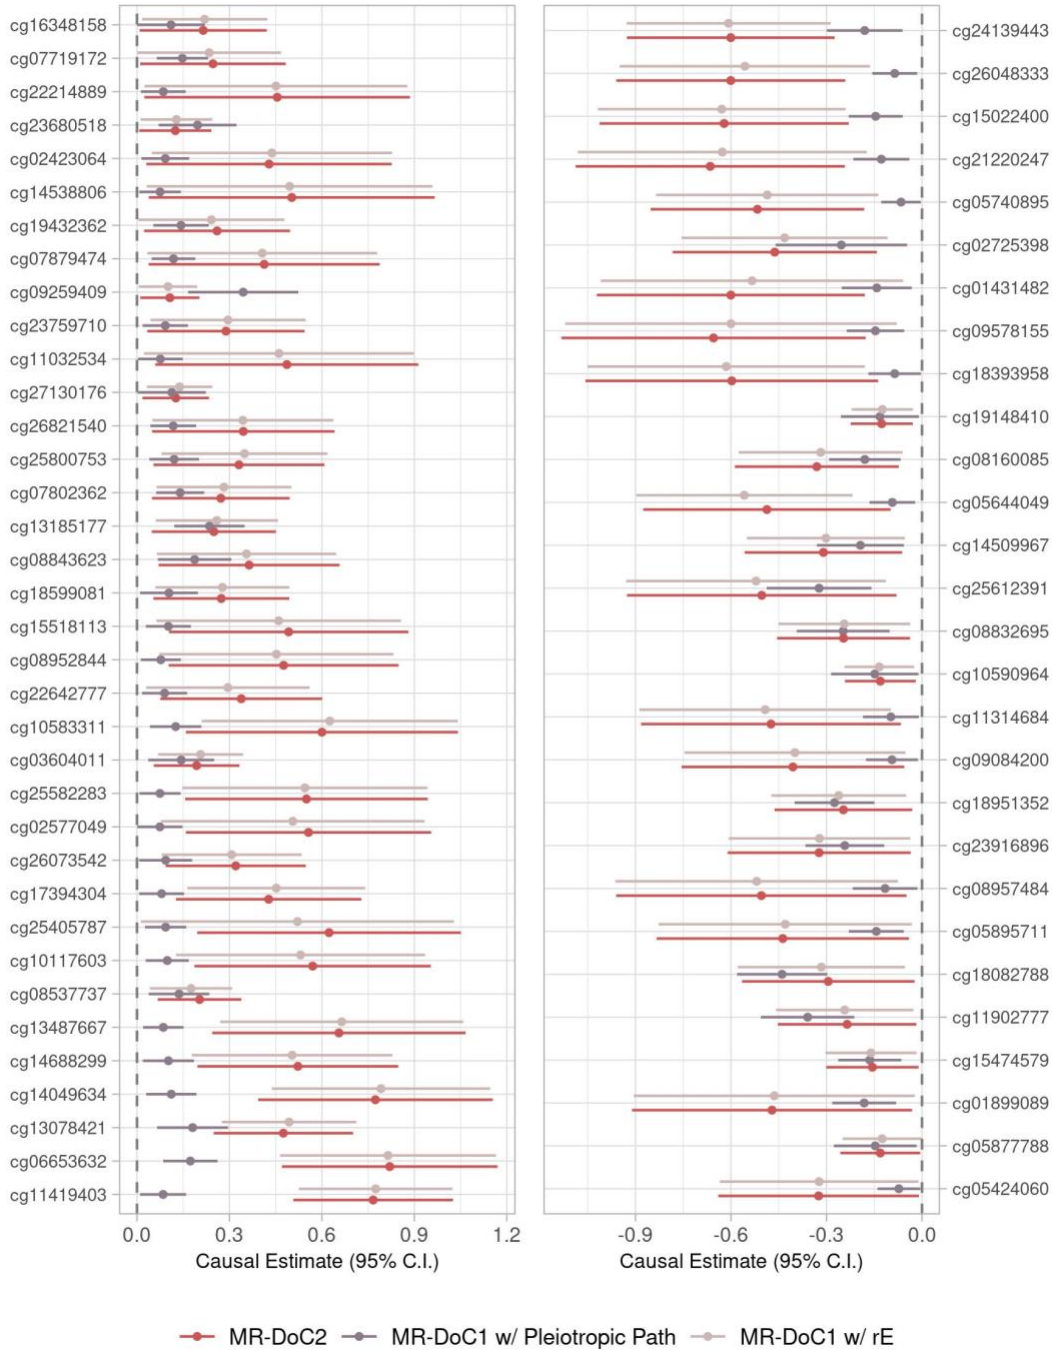 cg16348158
cg07719172
cg22214889
cg23680518
cg02423064
cg14538806
cg19432362
cg07879474
cg09259409
cg23759710
cg11032534
cg27130176
cg26821540
cg25800753
cg07802362
cg13185177
cg08843623
cg18599081
cg15518113
cg08952844
cg22642777
cg10583311
cg03604011
cg25582283
cg02577049
cg26073542
cg17394304
cg25405787
cg10117603
cg08537737
cg13487667
cg14688299
cg14049634
cg13078421
cg06653632
cg11419403
0.0 0.3 0.6 0.9 1.2
Causal Estimate (95% C.I.)
cg24139443
cg26048333
cg15022400
cg21220247
cg05740895
cg02725398
cg01431482
cg09578155
cg18393958
cg19148410
cg08160085
cg05644049
cg14509967
cg25612391
cg08832695
cg10590964
cg11314684
cg09084200
cg18951352
cg23916896
cg08957484
cg05895711
cg18082788
cg11902777
cg15474579
cg01899089
cg05877788
cg05424060
-0.9 -0.6 -0.3 0.0
Causal Estimate (95% C.I.)
MR-DoC2 MR-DoC1 w/ Pleiotropic Path MR-DoC1 w/ rE